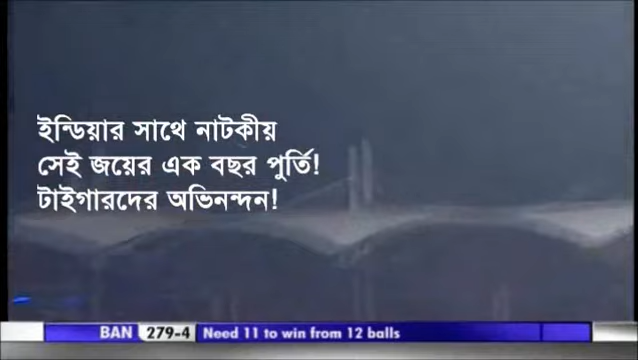 ইন্ডিয়ার সাথে নাটকীয়
সেই জয়ের এক বছর পুর্তি!
টাইগারদের অভিনন্দন!
BAN 279-4 Need 11 to win from 12 balls